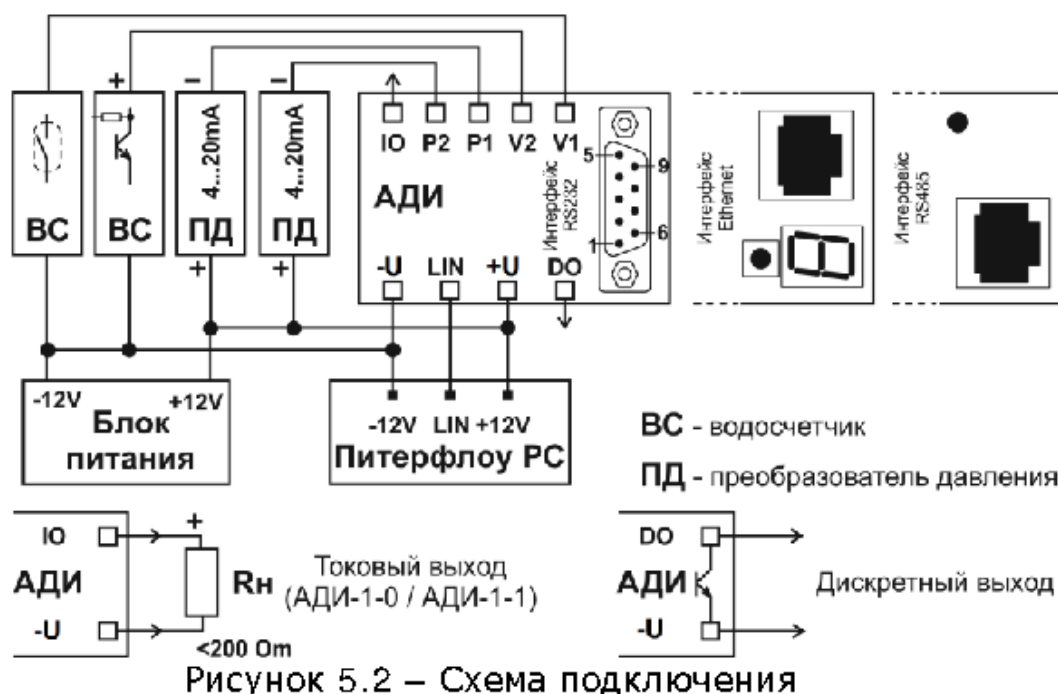 + − −
4...20mA 4...20mA
ВС ВС ПД ПД
+ +
IO P2 P1 V2 V1
АДИ
-U LIN +U DO
Интерфейс
RS232
5 9
1 6
Интерфейс
Ethernet
Интерфейс
RS485
-12V +12V
Блок
питания
-12V LIN +12V
Питерфлоу РС
ВС - водосчетчик
ПД - преобразователь давления
IO
АДИ
-U
+
Rн
<200 Om
Токовый выход
(АДИ-1-0 / АДИ-1-1)
DO
АДИ
-U
Дискретный выход
Рисунок 5.2 – Схема подключения